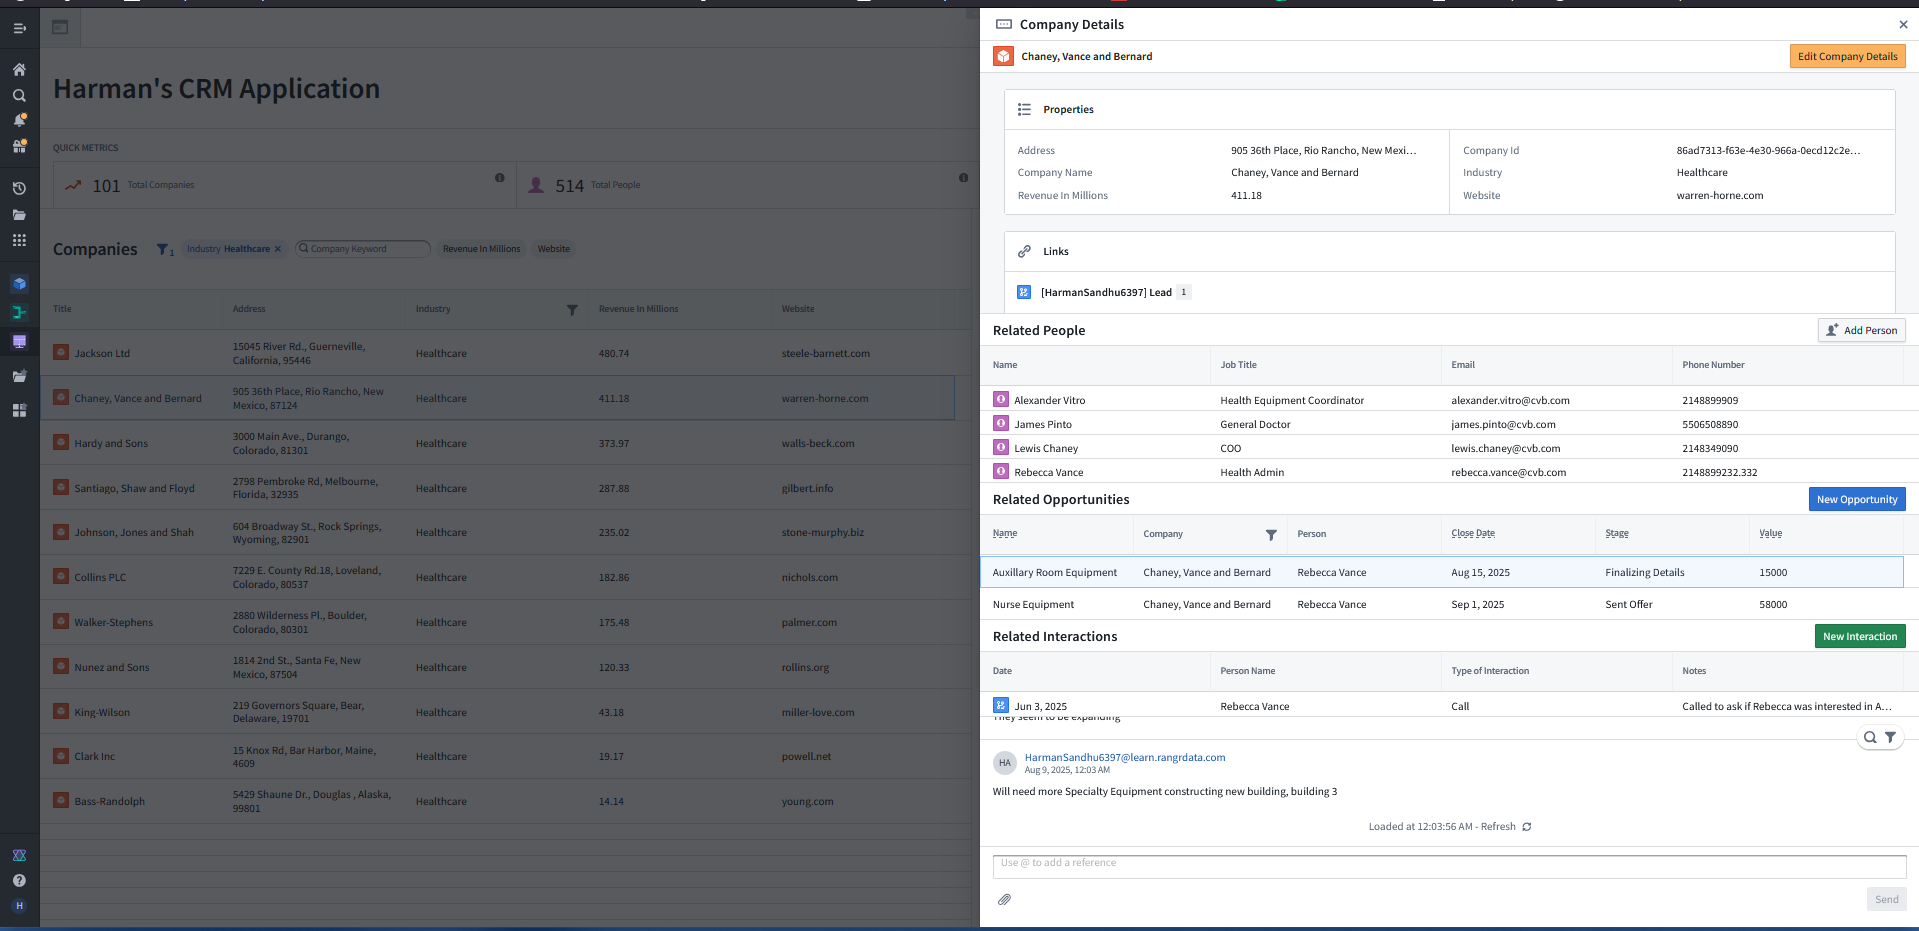 Harman's CRM Application
QUICK METRICS
101 Total Companies
514 Total People
Companies
1
Industry Healthcare ×
Company Keyword
Revenue In Millions
Website
Title Address Industry Revenue In Millions Website
Jackson Ltd 15045 River Rd., Guerneville, California, 95446 Healthcare 480.74 steele-barnett.com
Chaney, Vance and Bernard 905 36th Place, Rio Rancho, New Mexico, 87124 Healthcare 411.18 warren-horne.com
Hardy and Sons 3000 Main Ave., Durango, Colorado, 81301 Healthcare 373.97 walls-beck.com
Santiago, Shaw and Floyd 2798 Pembroke Rd, Melbourne, Florida, 32935 Healthcare 287.88 gilbert.info
Johnson, Jones and Shah 604 Broadway St., Rock Springs, Wyoming, 82901 Healthcare 235.02 stone-murphy.biz
Collins PLC 7229 E. County Rd.18, Loveland, Colorado, 80537 Healthcare 182.86 nichols.com
Walker-Stephens 2880 Wilderness Pl., Boulder, Colorado, 80301 Healthcare 175.48 palmer.com
Nunez and Sons 1814 2nd St., Santa Fe, New Mexico, 87504 Healthcare 120.33 rollins.org
King-Wilson 219 Governors Square, Bear, Delaware, 19701 Healthcare 43.18 miller-love.com
Clark Inc 15 Knox Rd, Bar Harbor, Maine, 4609 Healthcare 19.17 powell.net
Bass-Randolph 5429 Shaune Dr., Douglas , Alaska, 99801 Healthcare 14.14 young.com
H
Company Details
Chaney, Vance and Bernard
Edit Company Details
Properties
Address 905 36th Place, Rio Rancho, New Mexi...
Company Id 86ad7313-f63e-4e30-966a-0ecd12c2e...
Company Name Chaney, Vance and Bernard
Industry Healthcare
Revenue In Millions 411.18
Website warren-horne.com
Links
[HarmanSandhu6397] Lead 1
Related People
Add Person
Name Job Title Email Phone Number
Alexander Vitro Health Equipment Coordinator alexander.vitro@cvb.com 2148899909
James Pinto General Doctor james.pinto@cvb.com 5506508890
Lewis Chaney COO lewis.chaney@cvb.com 2148349090
Rebecca Vance Health Admin rebecca.vance@cvb.com 2148899232.332
Related Opportunities
New Opportunity
Name Company Person Close Date Stage Value
Auxillary Room Equipment Chaney, Vance and Bernard Rebecca Vance Aug 15, 2025 Finalizing Details 15000
Nurse Equipment Chaney, Vance and Bernard Rebecca Vance Sep 1, 2025 Sent Offer 58000
Related Interactions
New Interaction
Date Person Name Type of Interaction Notes
Jun 3, 2025 Rebecca Vance Call Called to ask if Rebecca was interested in A...
They seem to be expanding
HA
HarmanSandhu6397@learn.rangrdata.com
Aug 9, 2025, 12:03 AM
Will need more Specialty Equipment constructing new building, building 3
Loaded at 12:03:56 AM - Refresh
Use @ to add a reference
Send